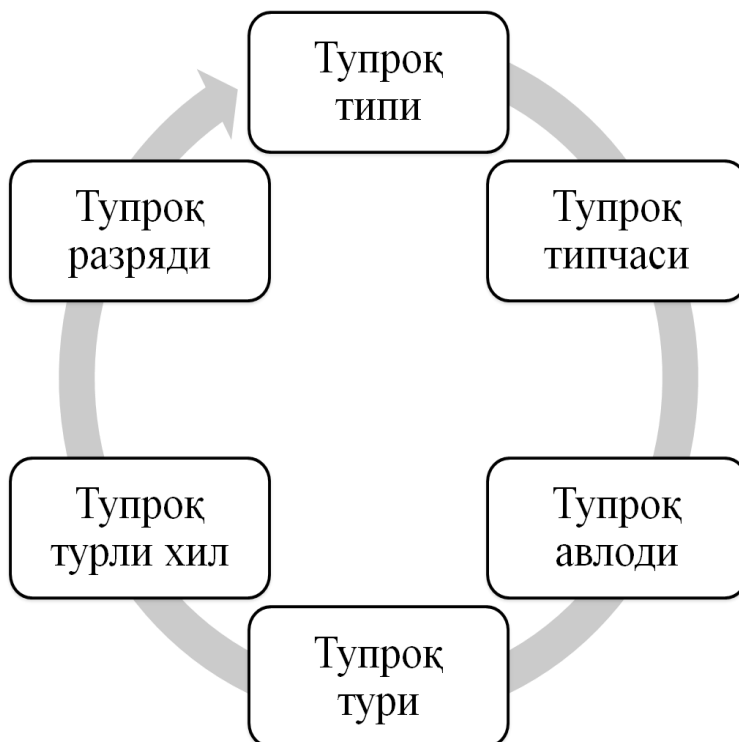 Тупроқ
типи
Тупроқ
типчаси
Тупроқ
авлоди
Тупроқ
тури
Тупроқ
турли хил
Тупроқ
разряди